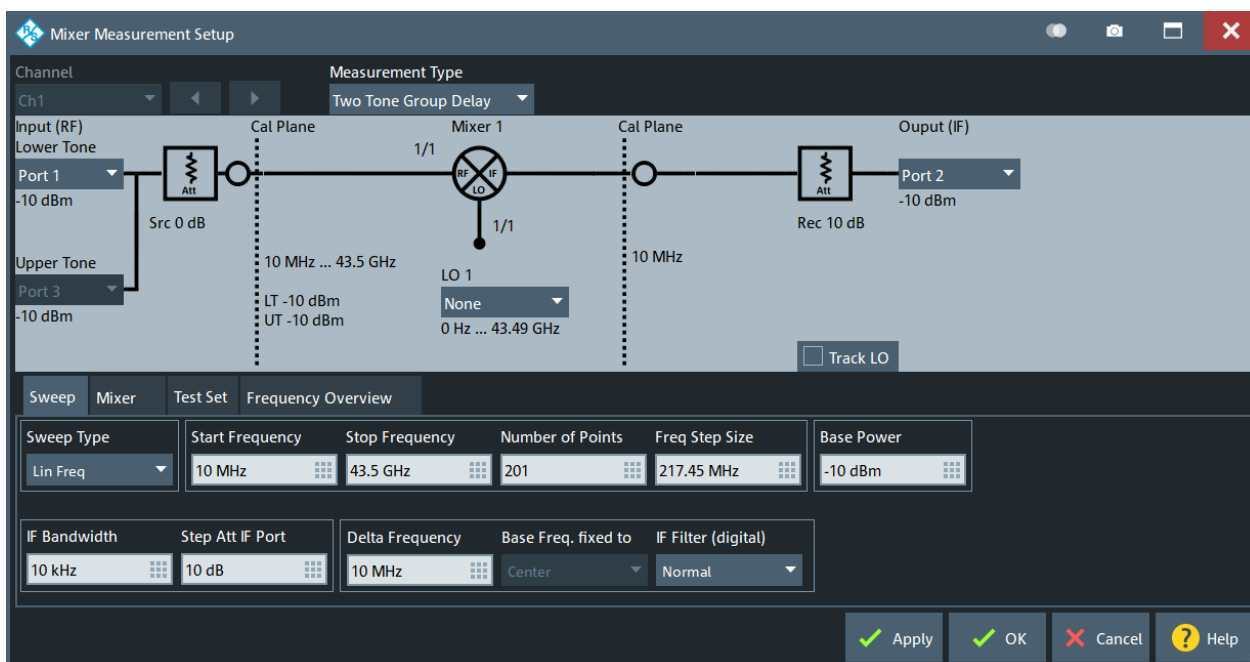 Mixer Measurement Setup
Channel
Measurement Type
Ch1
Two Tone Group Delay
Input (RF)
Cal Plane
Mixer 1
Cal Plane
Ouput (IF)
Lower Tone
1/1
Port 1
RF
IF
LO
Att
Att
Port 2
-10 dBm
-10 dBm
Src 0 dB
1/1
Rec 10 dB
Upper Tone
10 MHz ... 43.5 GHz
10 MHz
LO 1
Port 3
LT -10 dBm
None
-10 dBm
UT -10 dBm
0 Hz ... 43.49 GHz
Track LO
Sweep
Mixer
Test Set
Frequency Overview
Sweep Type
Start Frequency
Stop Frequency
Number of Points
Freq Step Size
Base Power
Lin Freq
10 MHz
43.5 GHz
201
217.45 MHz
-10 dBm
IF Bandwidth
Step Att IF Port
Delta Frequency
Base Freq. fixed to
IF Filter (digital)
10 kHz
10 dB
10 MHz
Center
Normal
Apply
OK
Cancel
? Help